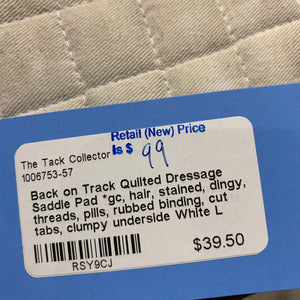 Retail (New) Price
Is $ 99
The Tack Collector
1006753-57
Back on Track Quilted Dressage
Saddle Pad *gc, hair, stained, dingy,
threads, pills, rubbed binding, cut
tabs, clumpy underside White L
$39.50
RSY9CJ